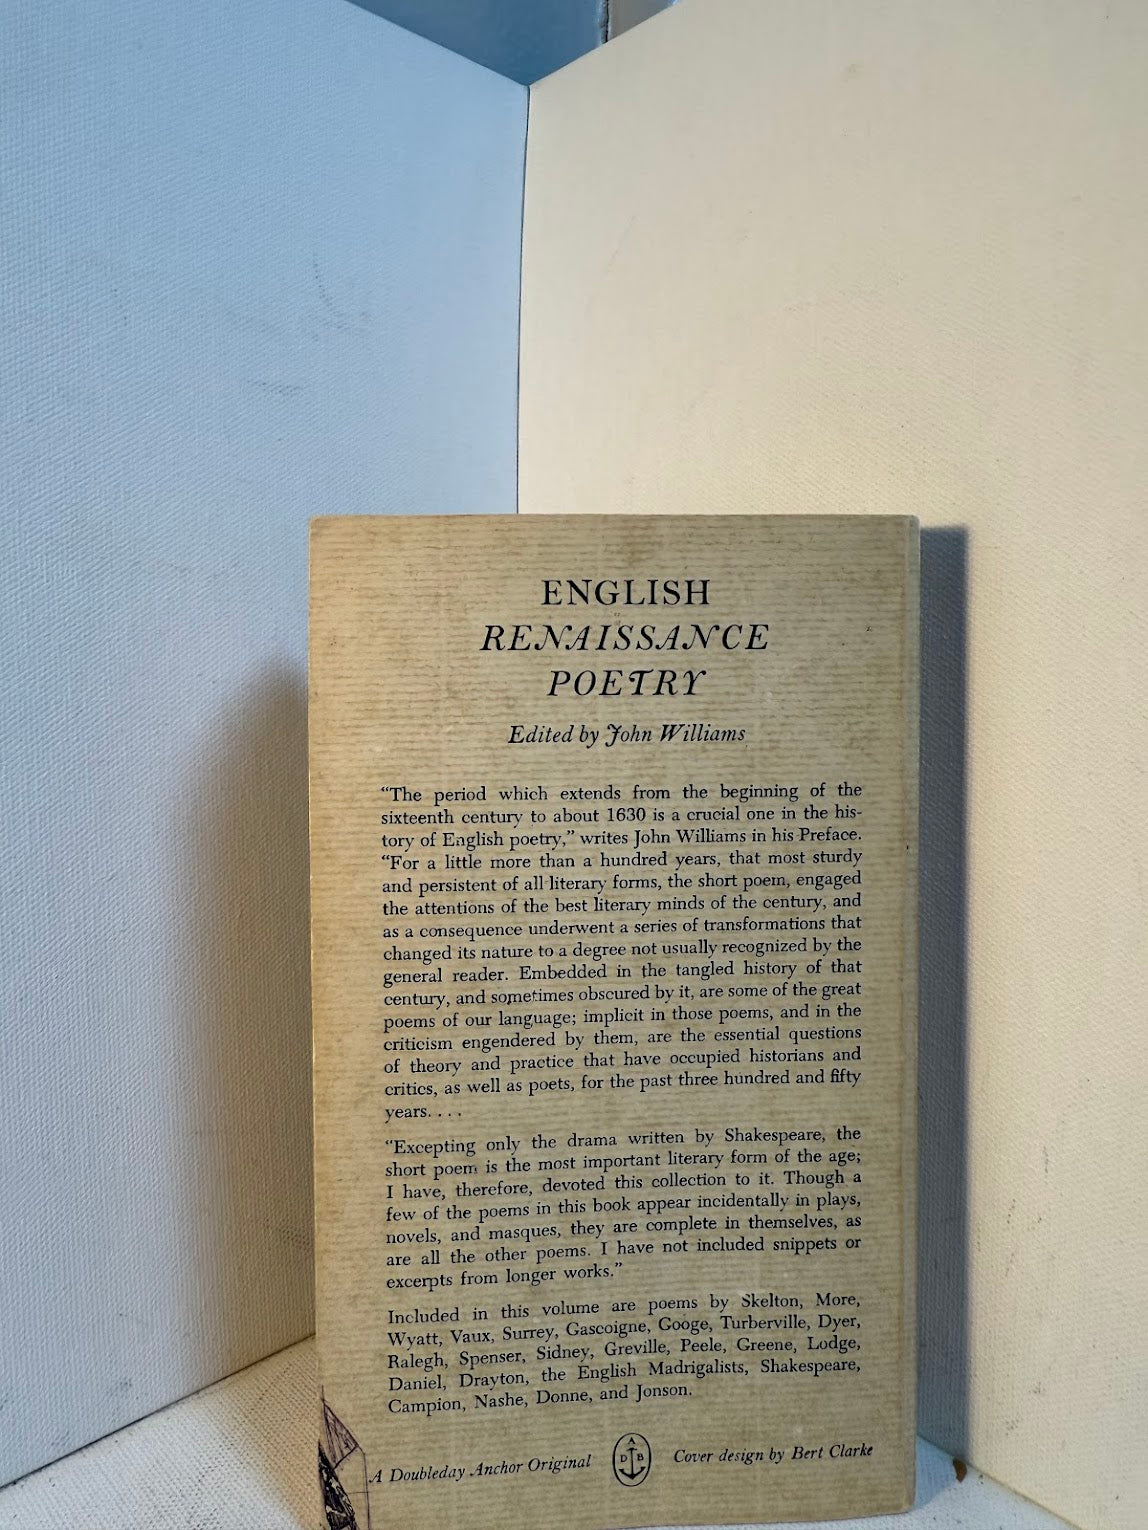 ENGLISH
RENAISSANCE
POETRY
Edited by John Williams
“The period which extends from the beginning of the
sixteenth century to about 1630 is a crucial one in the his-
tory of English poetry,” writes John Williams in his Preface.
“For a little more than a hundred years, that most sturdy
and persistent of all literary forms, the short poem, engaged
the attentions of the best literary minds of the century, and
as a consequence underwent a series of transformations that
changed its nature to a degree not usually recognized by the
general reader. Embedded in the tangled history of that
century, and sometimes obscured by it, are some of the great
poems of our language; implicit in those poems, and in the
criticism engendered by them, are the essential questions
of theory and practice that have occupied historians and
critics, as well as poets, for the past three hundred and fifty
years. . . .
“Excepting only the drama written by Shakespeare, the
short poem is the most important literary form of the age;
I have, therefore, devoted this collection to it. Though a
few of the poems in this book appear incidentally in plays,
novels, and masques, they are complete in themselves, as
are all the other poems. I have not included snippets or
excerpts from longer works.”
Included in this volume are poems by Skelton, More,
Wyatt, Vaux, Surrey, Gascoigne, Googe, Turberville, Dyer,
Ralegh, Spenser, Sidney, Greville, Peele, Greene, Lodge,
Daniel, Drayton, the English Madrigalists, Shakespeare,
Campion, Nashe, Donne, and Jonson.
A Doubleday Anchor Original
A
D B
Cover design by Bert Clarke